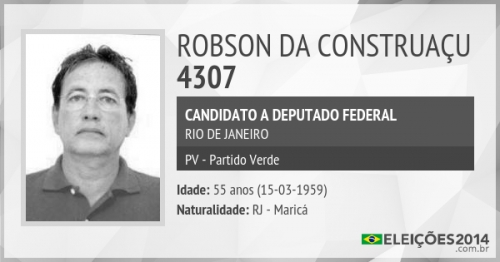 ROBSON DA CONSTRUAÇU
4307
CANDIDATO A DEPUTADO FEDERAL
RIO DE JANEIRO
PV - Partido Verde
Idade: 55 anos (15-03-1959)
Naturalidade: RJ - Maricá
ELEIÇÕES2014
.com.br